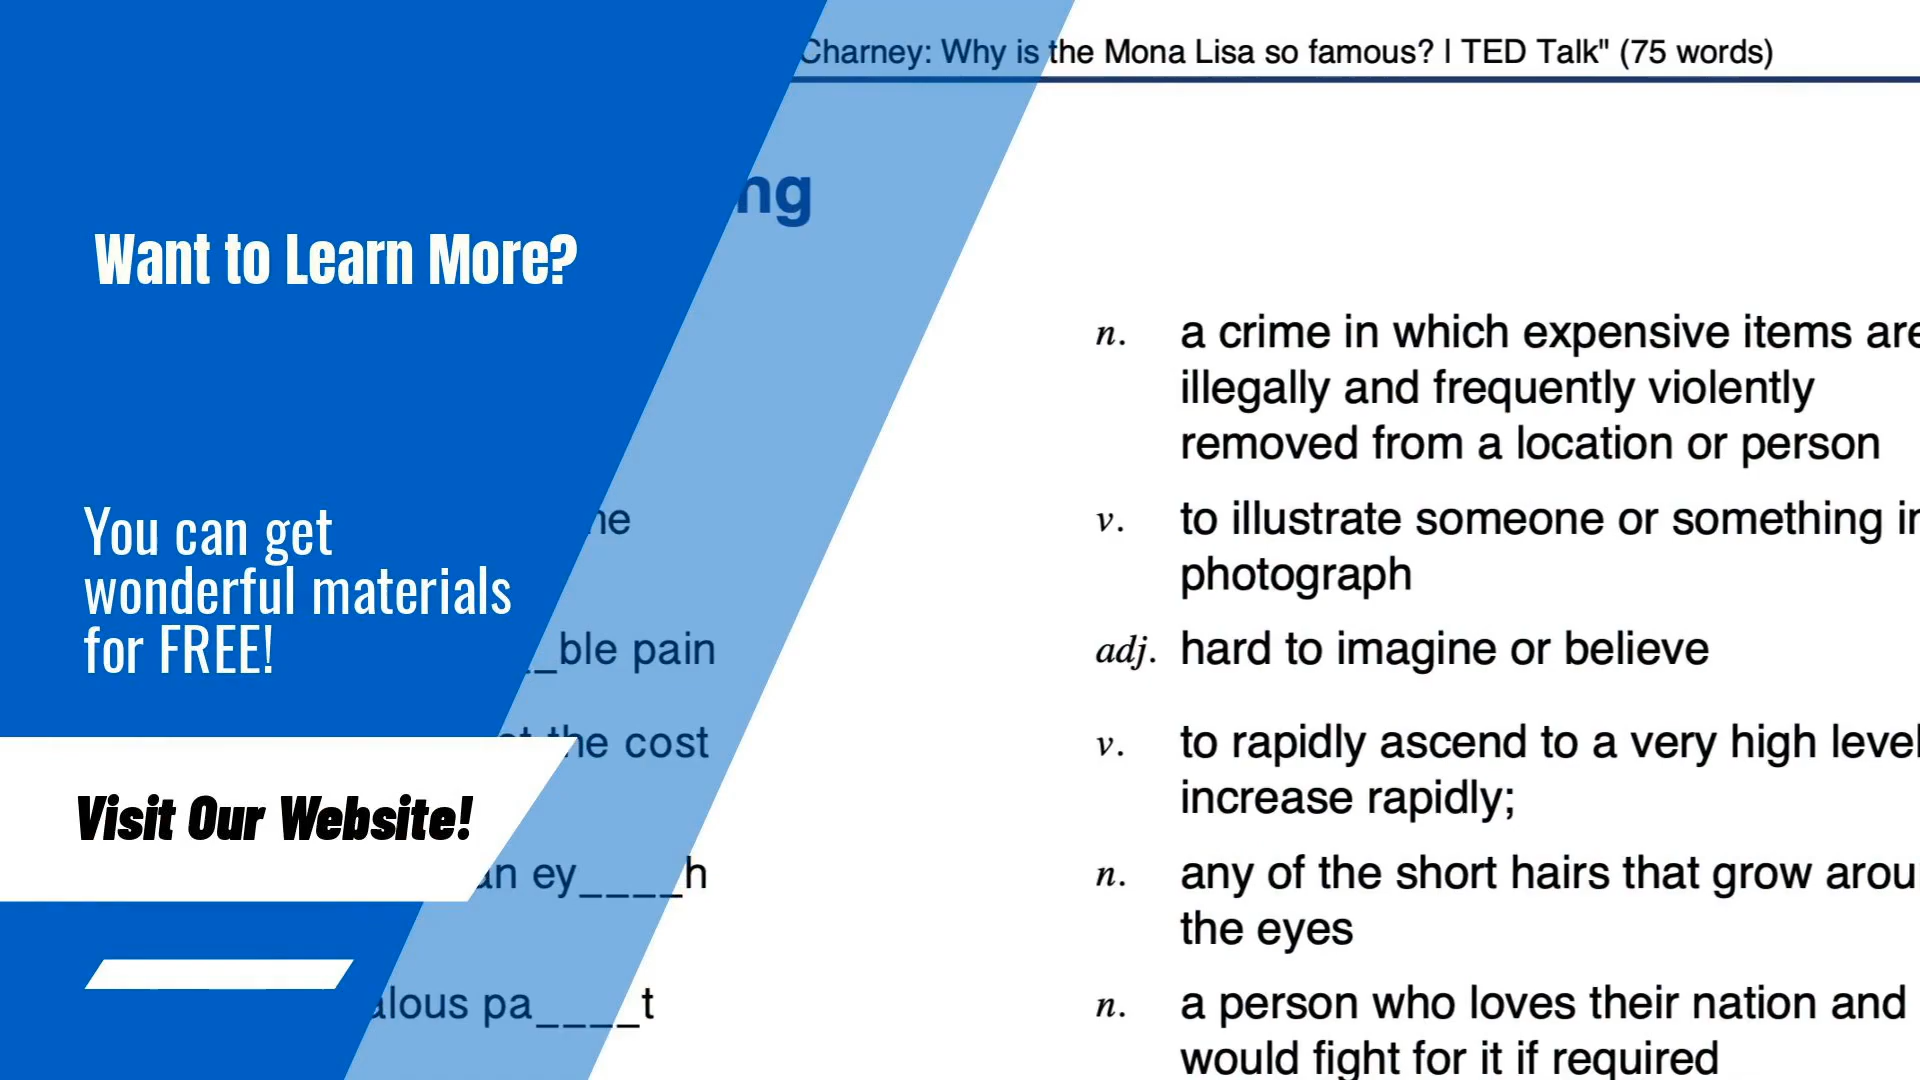 Charney: Why is the Mona Lisa so famous? | TED Talk" (75 words)
ng
Want to Learn More?
You can get
wonderful materials
for FREE!
Visit Our Website!
ne
_ble pain
the cost
an ey____h
alous pa____t
n. a crime in which expensive items are
illegally and frequently violently
removed from a location or person
v. to illustrate someone or something in
photograph
adj. hard to imagine or believe
v. to rapidly ascend to a very high level
increase rapidly;
n. any of the short hairs that grow arou
the eyes
n. a person who loves their nation and
would fight for it if required